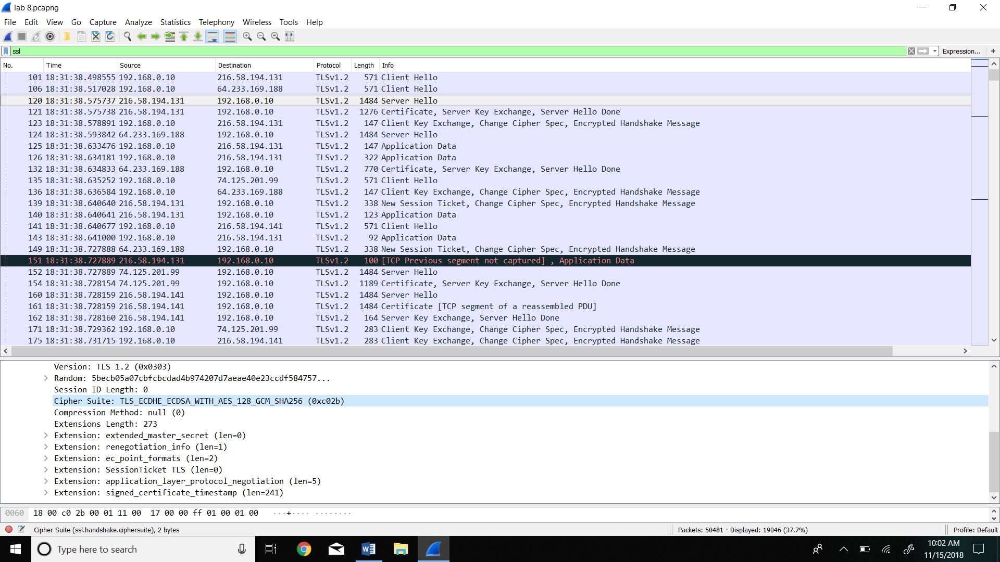 lab 8.pcapng
File Edit View Go Capture Analyze Statistics Telephony Wireless Tools Help
ssl Expression... +
No. Time Source Destination Protocol Length Info
101 18:31:38.498555 192.168.0.10 216.58.194.131 TLSv1.2 571 Client Hello
106 18:31:38.517028 192.168.0.10 64.233.169.188 TLSv1.2 571 Client Hello
120 18:31:38.575737 216.58.194.131 192.168.0.10 TLSv1.2 1484 Server Hello
121 18:31:38.575738 216.58.194.131 192.168.0.10 TLSv1.2 1276 Certificate, Server Key Exchange, Server Hello Done
123 18:31:38.578891 192.168.0.10 216.58.194.131 TLSv1.2 147 Client Key Exchange, Change Cipher Spec, Encrypted Handshake Message
124 18:31:38.593842 64.233.169.188 192.168.0.10 TLSv1.2 1484 Server Hello
125 18:31:38.633476 192.168.0.10 216.58.194.131 TLSv1.2 147 Application Data
126 18:31:38.634181 192.168.0.10 216.58.194.131 TLSv1.2 322 Application Data
132 18:31:38.634833 64.233.169.188 192.168.0.10 TLSv1.2 770 Certificate, Server Key Exchange, Server Hello Done
135 18:31:38.635252 192.168.0.10 74.125.201.99 TLSv1.2 571 Client Hello
136 18:31:38.636584 192.168.0.10 64.233.169.188 TLSv1.2 147 Client Key Exchange, Change Cipher Spec, Encrypted Handshake Message
139 18:31:38.640640 216.58.194.131 192.168.0.10 TLSv1.2 338 New Session Ticket, Change Cipher Spec, Encrypted Handshake Message
140 18:31:38.640641 216.58.194.131 192.168.0.10 TLSv1.2 123 Application Data
141 18:31:38.640677 192.168.0.10 216.58.194.141 TLSv1.2 571 Client Hello
143 18:31:38.641000 192.168.0.10 216.58.194.131 TLSv1.2 92 Application Data
149 18:31:38.727888 64.233.169.188 192.168.0.10 TLSv1.2 338 New Session Ticket, Change Cipher Spec, Encrypted Handshake Message
151 18:31:38.727889 216.58.194.131 192.168.0.10 TLSv1.2 100 [TCP Previous segment not captured] , Application Data
152 18:31:38.727889 74.125.201.99 192.168.0.10 TLSv1.2 1484 Server Hello
154 18:31:38.728154 74.125.201.99 192.168.0.10 TLSv1.2 1189 Certificate, Server Key Exchange, Server Hello Done
160 18:31:38.728159 216.58.194.141 192.168.0.10 TLSv1.2 1484 Server Hello
161 18:31:38.728159 216.58.194.141 192.168.0.10 TLSv1.2 1484 Certificate [TCP segment of a reassembled PDU]
162 18:31:38.728160 216.58.194.141 192.168.0.10 TLSv1.2 164 Server Key Exchange, Server Hello Done
171 18:31:38.729362 192.168.0.10 74.125.201.99 TLSv1.2 283 Client Key Exchange, Change Cipher Spec, Encrypted Handshake Message
175 18:31:38.731715 192.168.0.10 216.58.194.141 TLSv1.2 283 Client Key Exchange, Change Cipher Spec, Encrypted Handshake Message
Version: TLS 1.2 (0x0303)
Random: 5becb05a07cbfcbcdad4b974207d7aeae40e23ccdf584757...
Session ID Length: 0
Cipher Suite: TLS_ECDHE_ECDSA_WITH_AES_128_GCM_SHA256 (0xc02b)
Compression Method: null (0)
Extensions Length: 273
Extension: extended_master_secret (len=0)
Extension: renegotiation_info (len=1)
Extension: ec_point_formats (len=2)
Extension: SessionTicket TLS (len=0)
Extension: application_layer_protocol_negotiation (len=5)
Extension: signed_certificate_timestamp (len=241)
0060 18 00 c0 2b 00 01 11 00 17 00 00 ff 01 00 01 00 ···+···· ········
Cipher Suite (ssl.handshake.ciphersuite), 2 bytes Packets: 50481 · Displayed: 19046 (37.7%) Profile: Default
Type here to search
10:02 AM
11/15/2018